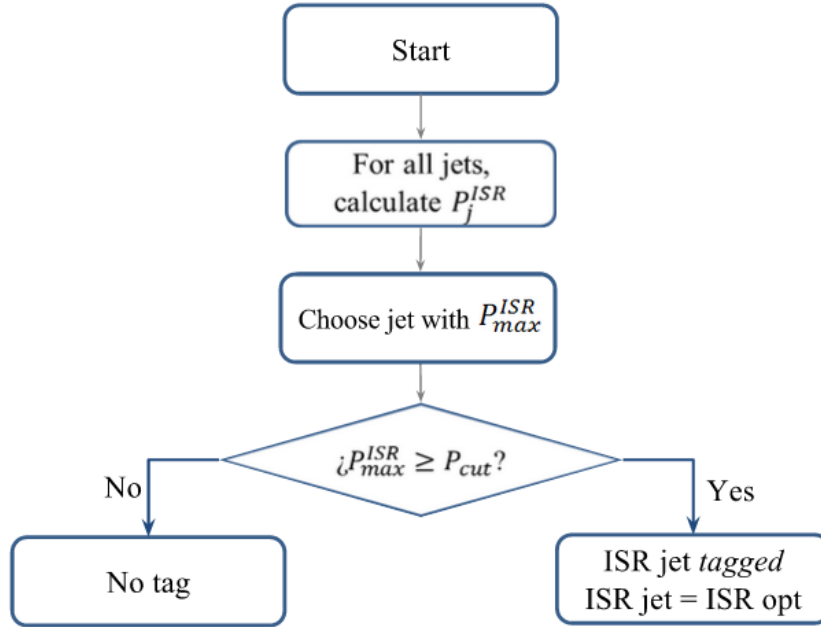 Start
For all jets,
calculate P_j^{ISR}
Choose jet with P_{max}^{ISR}
¿P_{max}^{ISR} ≥ P_{cut}?
No
Yes
No tag
ISR jet tagged
ISR jet = ISR opt